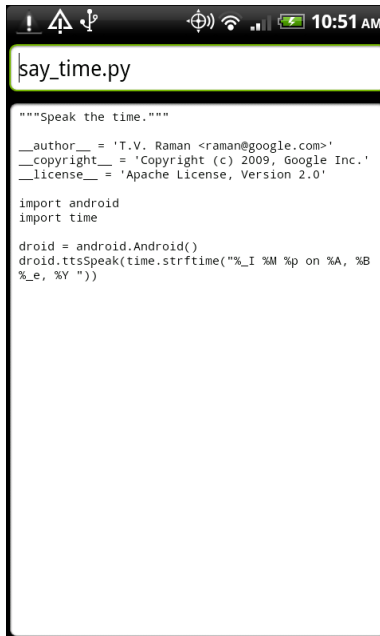 10:51 AM
say_time.py
"""Speak the time."""
__author__ = 'T.V. Raman <raman@google.com>'
__copyright__ = 'Copyright (c) 2009, Google Inc.'
__license__ = 'Apache License, Version 2.0'
import android
import time
droid = android.Android()
droid.ttsSpeak(time.strftime("%_I %M %p on %A, %B
%_e, %Y "))